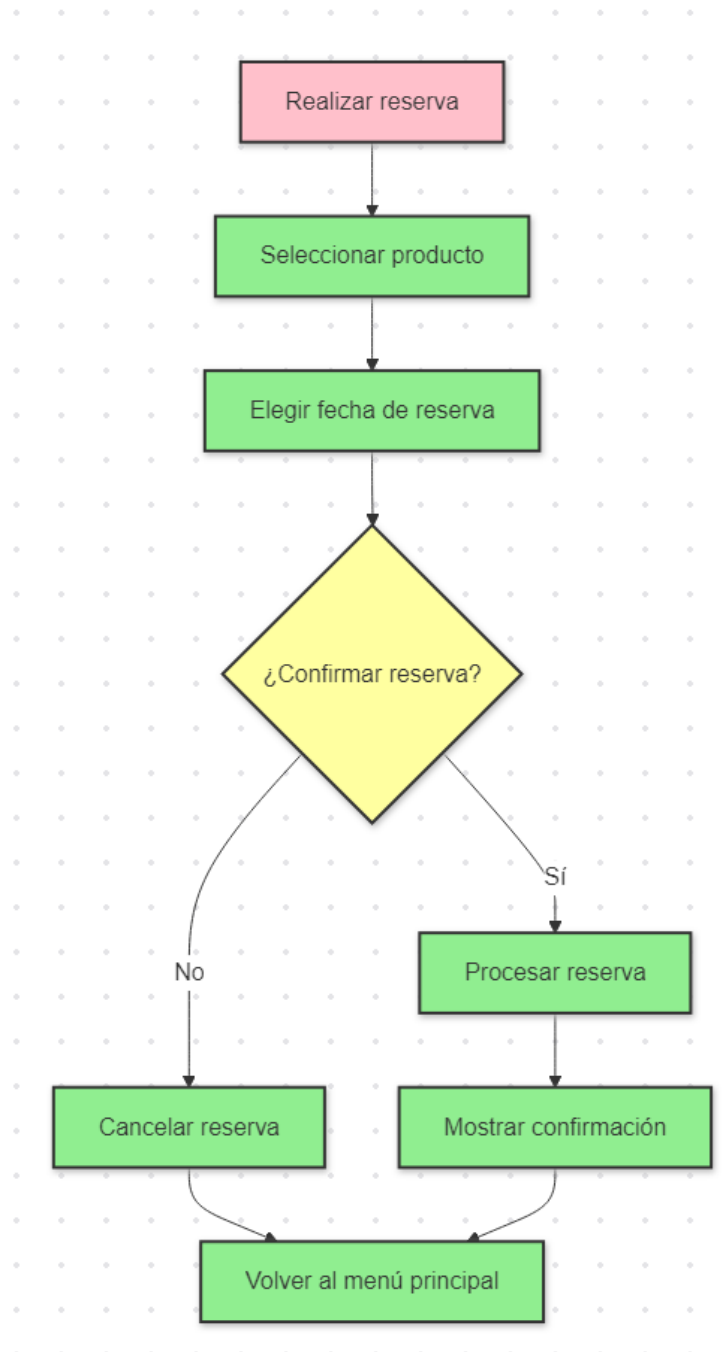 Realizar reserva
Seleccionar producto
Elegir fecha de reserva
¿Confirmar reserva?
Sí
No
Procesar reserva
Cancelar reserva
Mostrar confirmación
Volver al menú principal